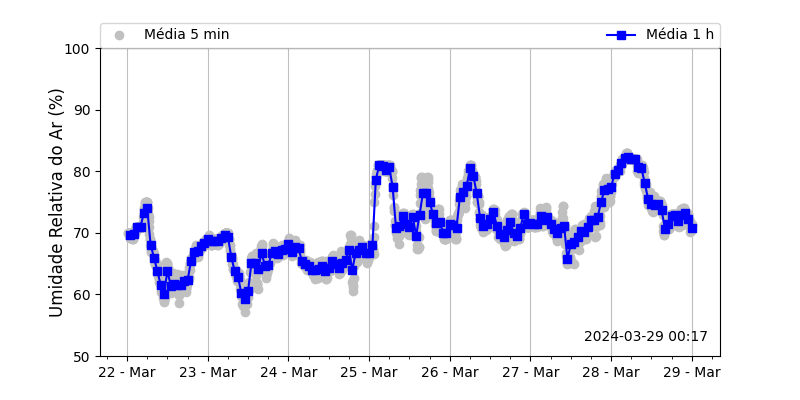 Média 5 min
Média 1 h
Umidade Relativa do Ar (%)
100
90
80
70
60
50
2024-03-29 00:17
22 - Mar
23 - Mar
24 - Mar
25 - Mar
26 - Mar
27 - Mar
28 - Mar
29 - Mar